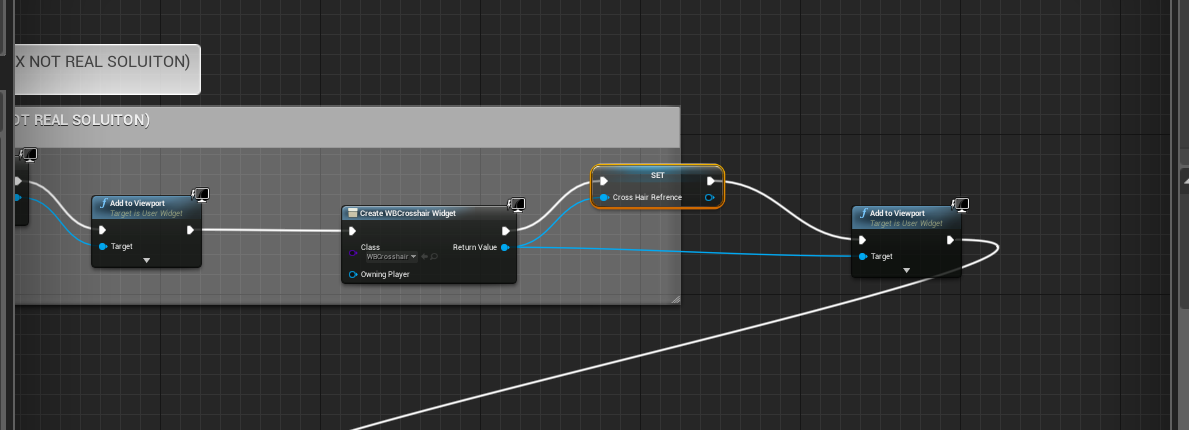 X NOT REAL SOLUITON)
OT REAL SOLUITON)
Add to Viewport
Target is User Widget
Target
Create WBCrosshair Widget
Class
WBCrosshair
Return Value
Owning Player
SET
Cross Hair Refrence
Add to Viewport
Target is User Widget
Target